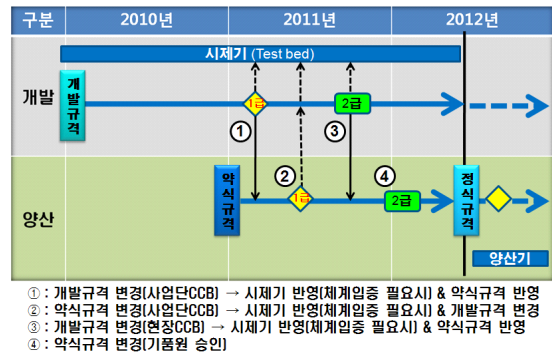 구분 2010년 2011년 2012년
시제기 (Test bed)
개발
개발규격
1급
2급
① ③
양산
약식규격
② ④
1급
2급
정식규격
양산기
① : 개발규격 변경(사업단CCB) → 시제기 반영(체계입증 필요시) & 약식규격 반영
② : 약식규격 변경(사업단CCB) → 시제기 반영(체계입증 필요시) & 개발규격 변경
③ : 개발규격 변경(현장CCB) → 시제기 반영(체계입증 필요시) & 약식규격 반영
④ : 약식규격 변경(기품원 승인)